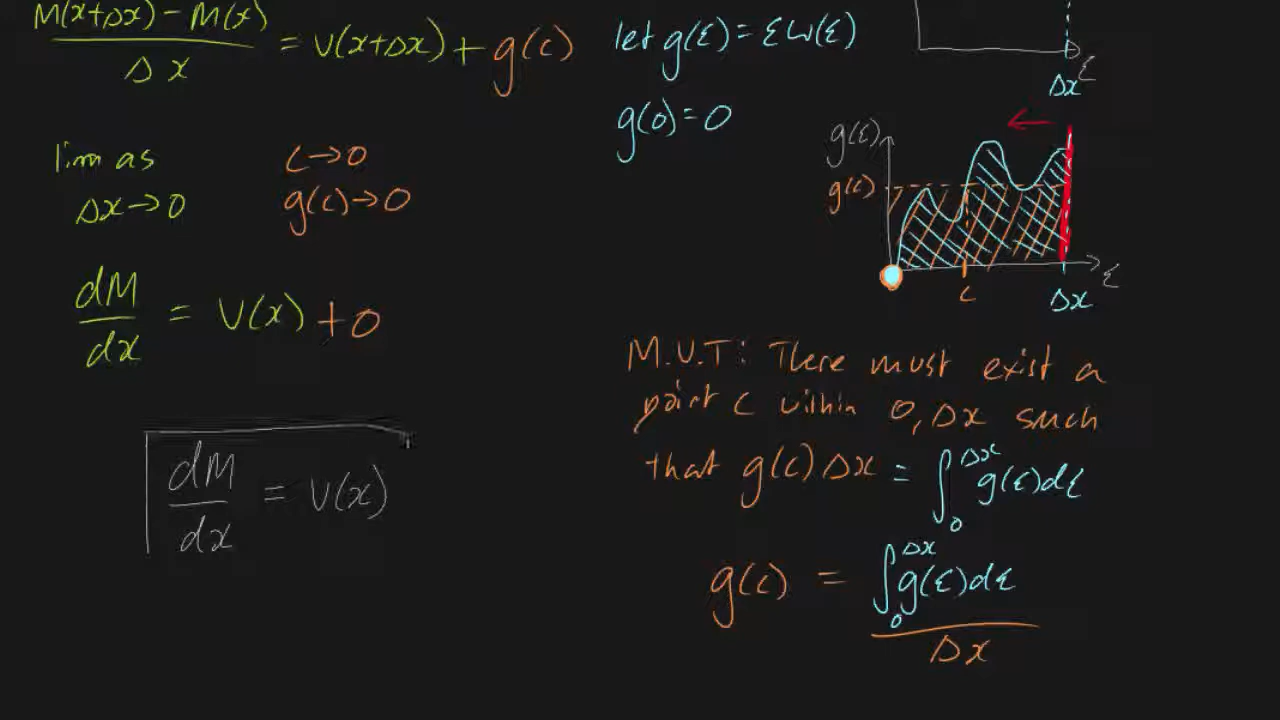 M(x+Δx) - M(x) / Δx = V(x+Δx) + g(c)
lim as c→0
Δx→0 g(c)→0
dM/dx = V(x) + 0
dM/dx = V(x)
let g(ε) = εw(ε)
g(0) = 0
ε
Δx
g(ε)
g(c)
c Δx ε
M.V.T: There must exist a
point c within 0, Δx such
that g(c)Δx = ∫₀^Δx g(ε)dε
g(c) = ∫₀^Δx g(ε)dε / Δx